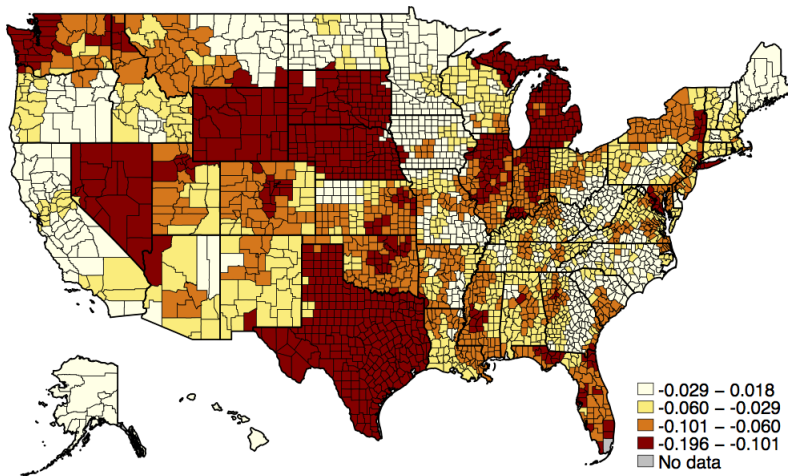 -0.029 – 0.018
-0.060 – -0.029
-0.101 – -0.060
-0.196 – -0.101
No data